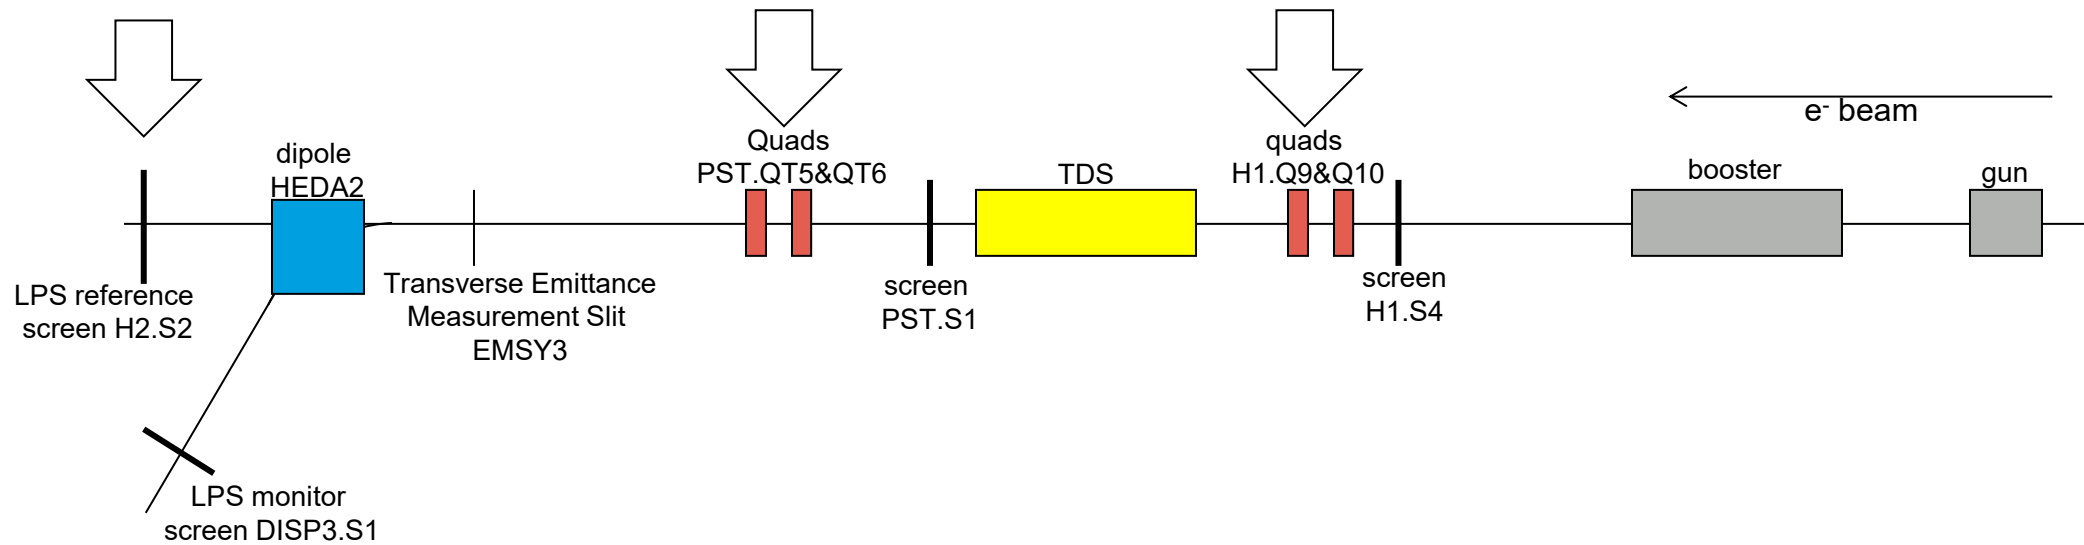 dipole
HEDA2
Quads
PST.QT5&QT6
TDS
quads
H1.Q9&Q10
e- beam
booster
gun
LPS reference
screen H2.S2
Transverse Emittance
Measurement Slit
EMSY3
screen
PST.S1
screen
H1.S4
LPS monitor
screen DISP3.S1